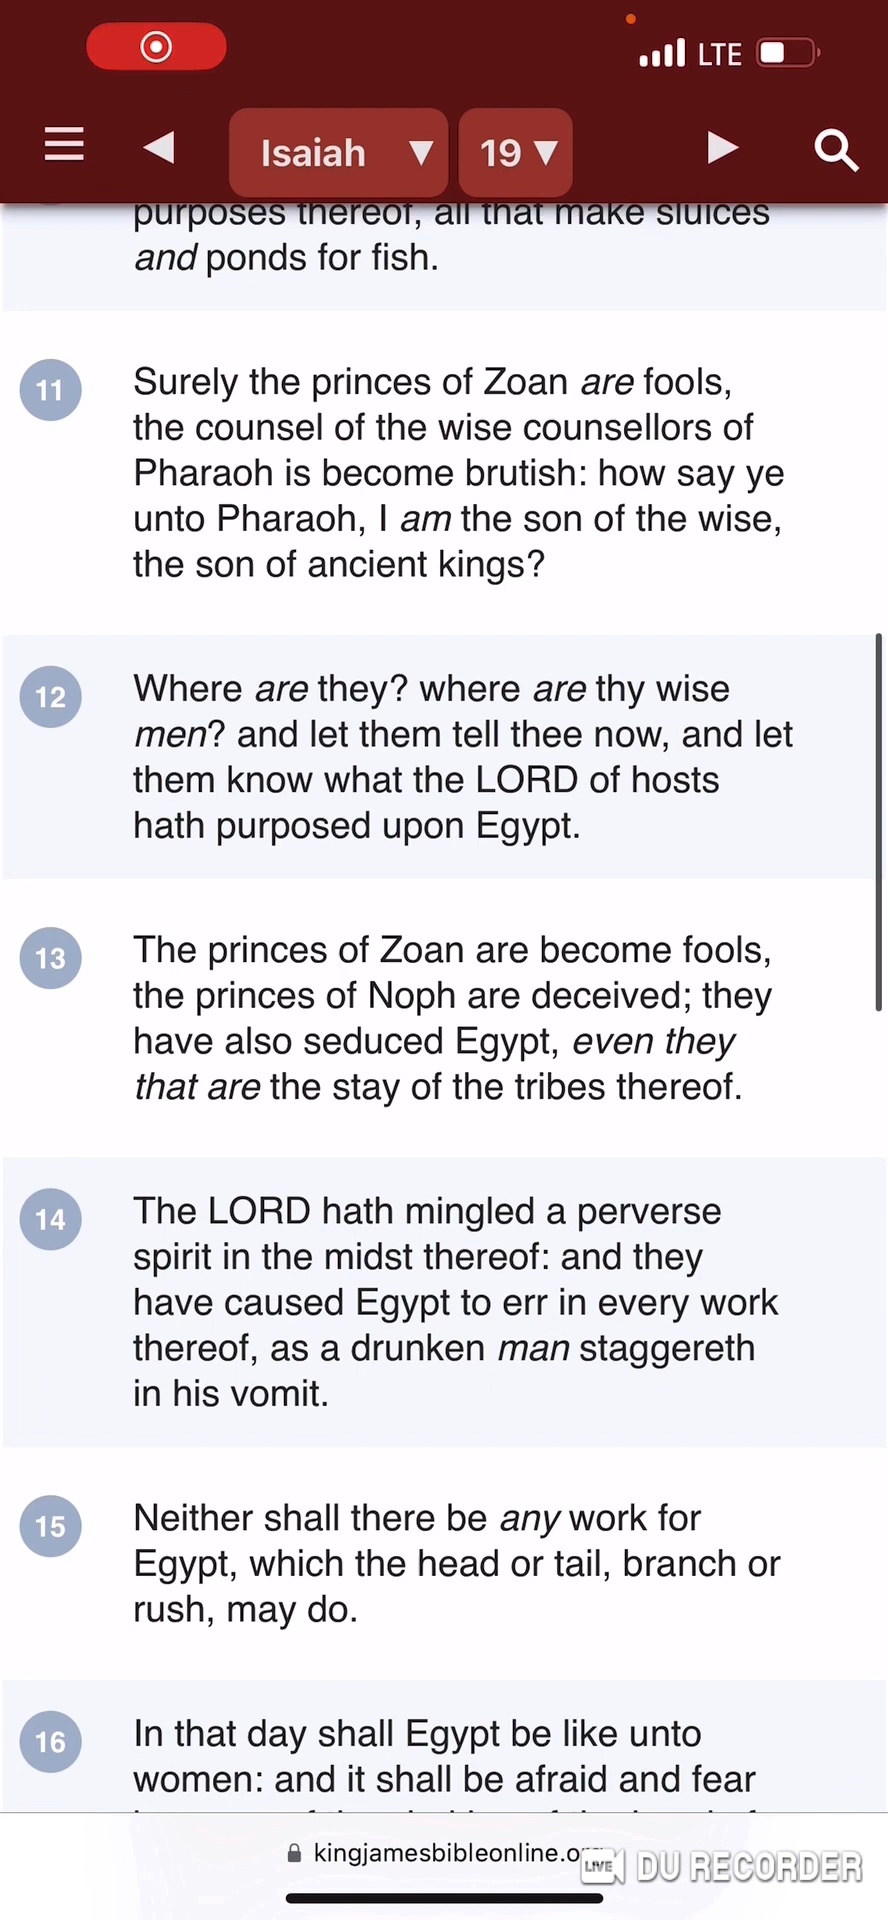 LTE
Isaiah ▼ 19 ▼
purposes thereof, all that make sluices
and ponds for fish.
11
Surely the princes of Zoan are fools,
the counsel of the wise counsellors of
Pharaoh is become brutish: how say ye
unto Pharaoh, I am the son of the wise,
the son of ancient kings?
12
Where are they? where are thy wise
men? and let them tell thee now, and let
them know what the LORD of hosts
hath purposed upon Egypt.
13
The princes of Zoan are become fools,
the princes of Noph are deceived; they
have also seduced Egypt, even they
that are the stay of the tribes thereof.
14
The LORD hath mingled a perverse
spirit in the midst thereof: and they
have caused Egypt to err in every work
thereof, as a drunken man staggereth
in his vomit.
15
Neither shall there be any work for
Egypt, which the head or tail, branch or
rush, may do.
16
In that day shall Egypt be like unto
women: and it shall be afraid and fear
kingjamesbibleonline.o
LIVE DU RECORDER